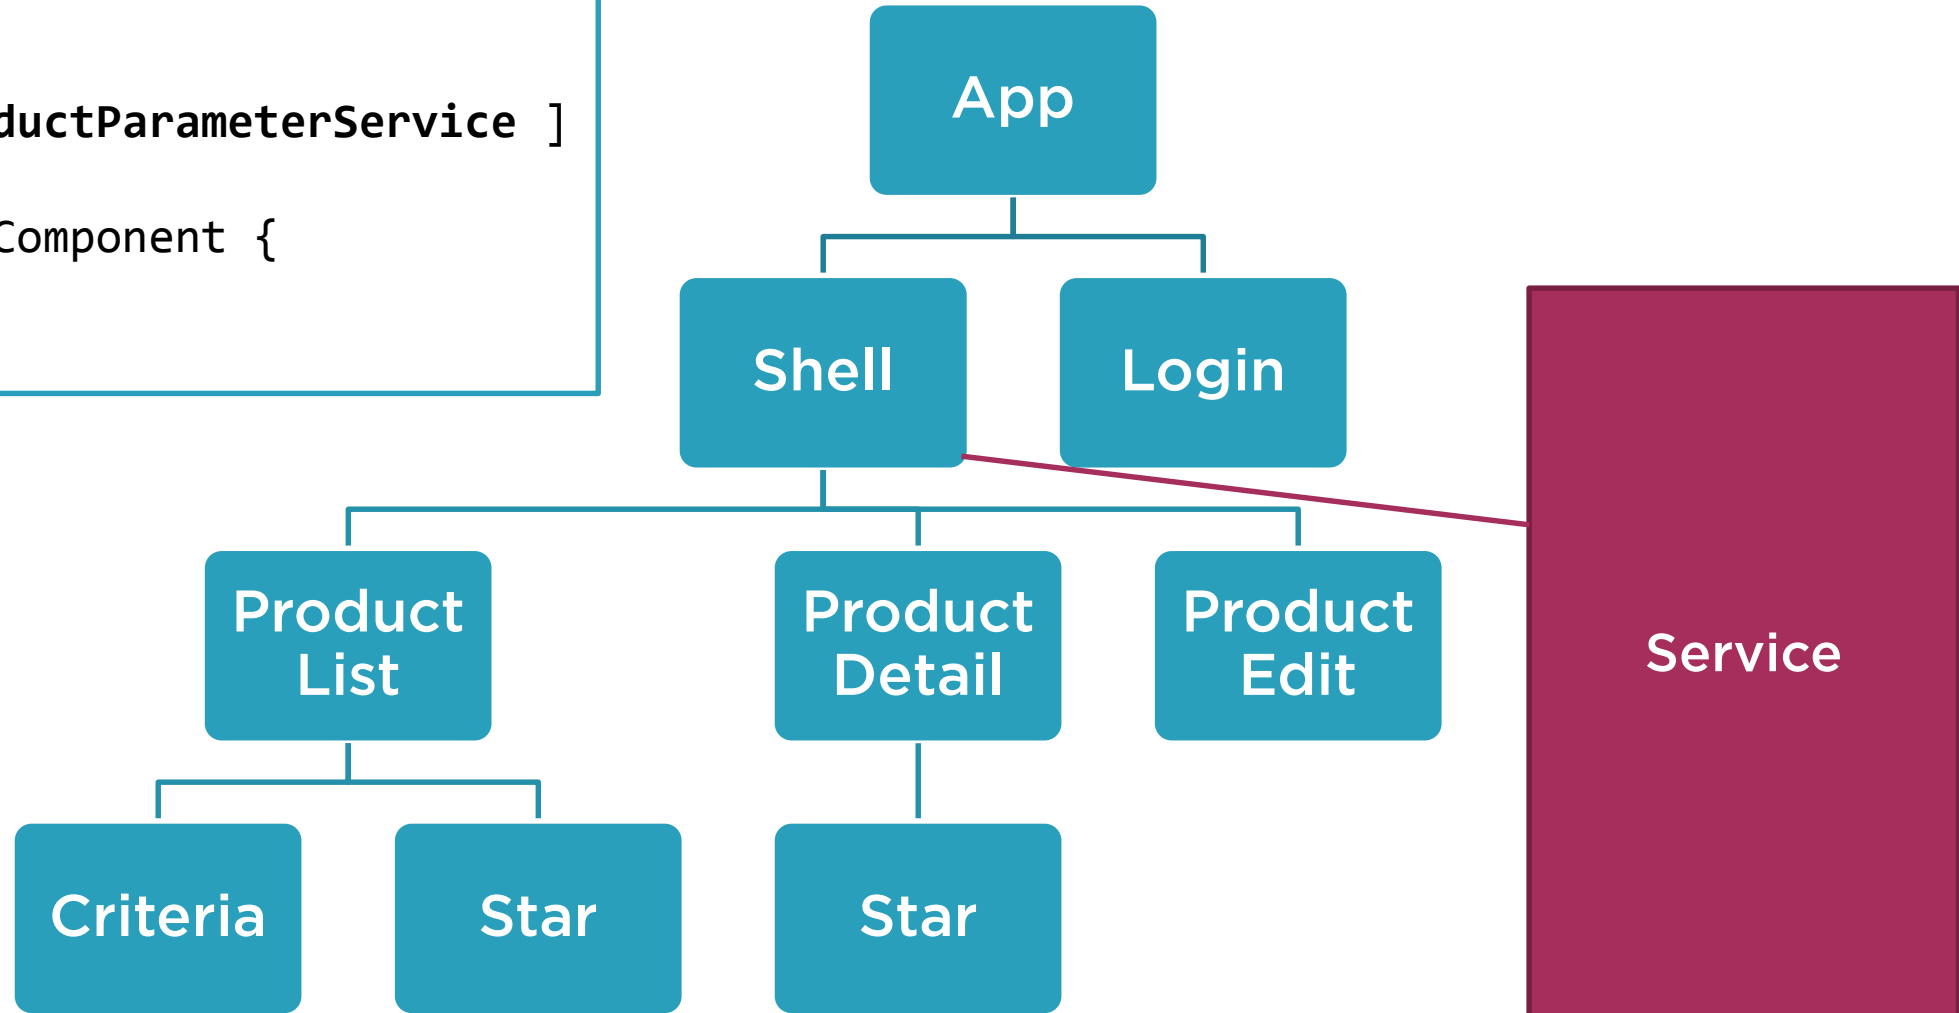 ductParameterService ]
Component {
App
Shell
Login
Service
Product
List
Product
Detail
Product
Edit
Criteria
Star
Star